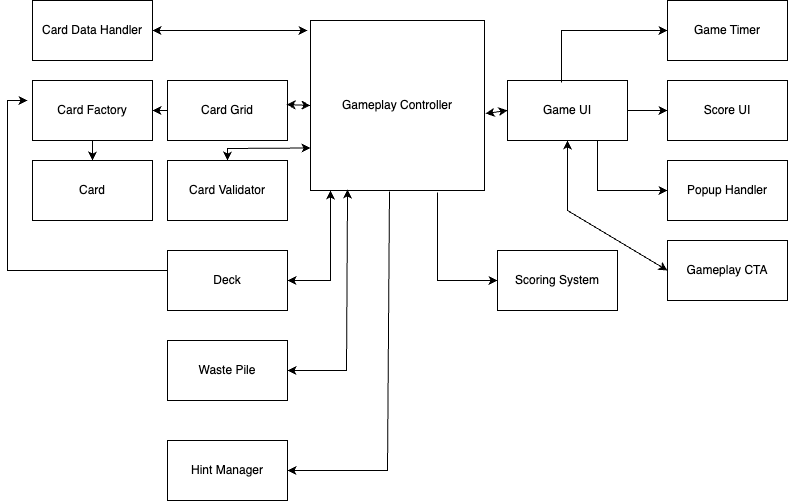 Card Data Handler
Game Timer
Card Factory
Card Grid
Gameplay Controller
Game UI
Score UI
Card
Card Validator
Popup Handler
Deck
Scoring System
Gameplay CTA
Waste Pile
Hint Manager